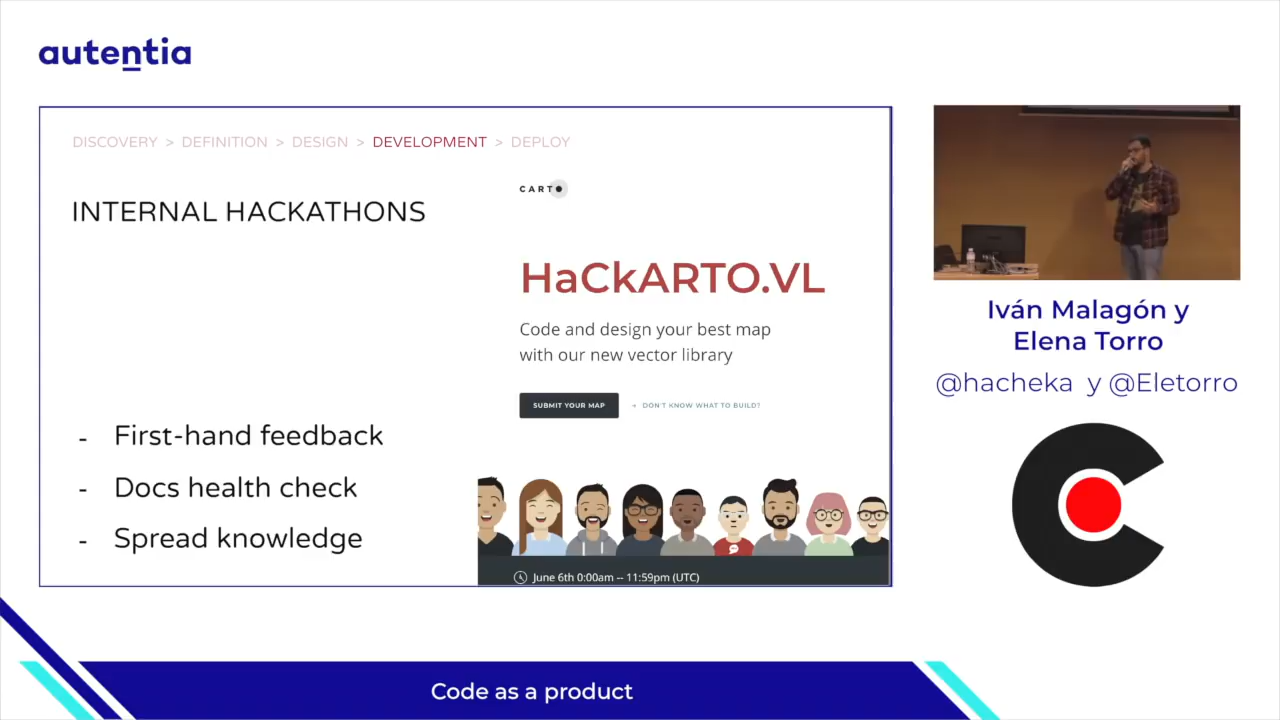 autentia
DISCOVERY > DEFINITION > DESIGN > DEVELOPMENT > DEPLOY
INTERNAL HACKATHONS
- First-hand feedback
- Docs health check
- Spread knowledge
CARTO
HaCkARTO.VL
Code and design your best map
with our new vector library
SUBMIT YOUR MAP
→ DON'T KNOW WHAT TO BUILD?
June 6th 0:00am -- 11:59pm (UTC)
Iván Malagón y
Elena Torro
@hacheka y @Eletorro
Code as a product